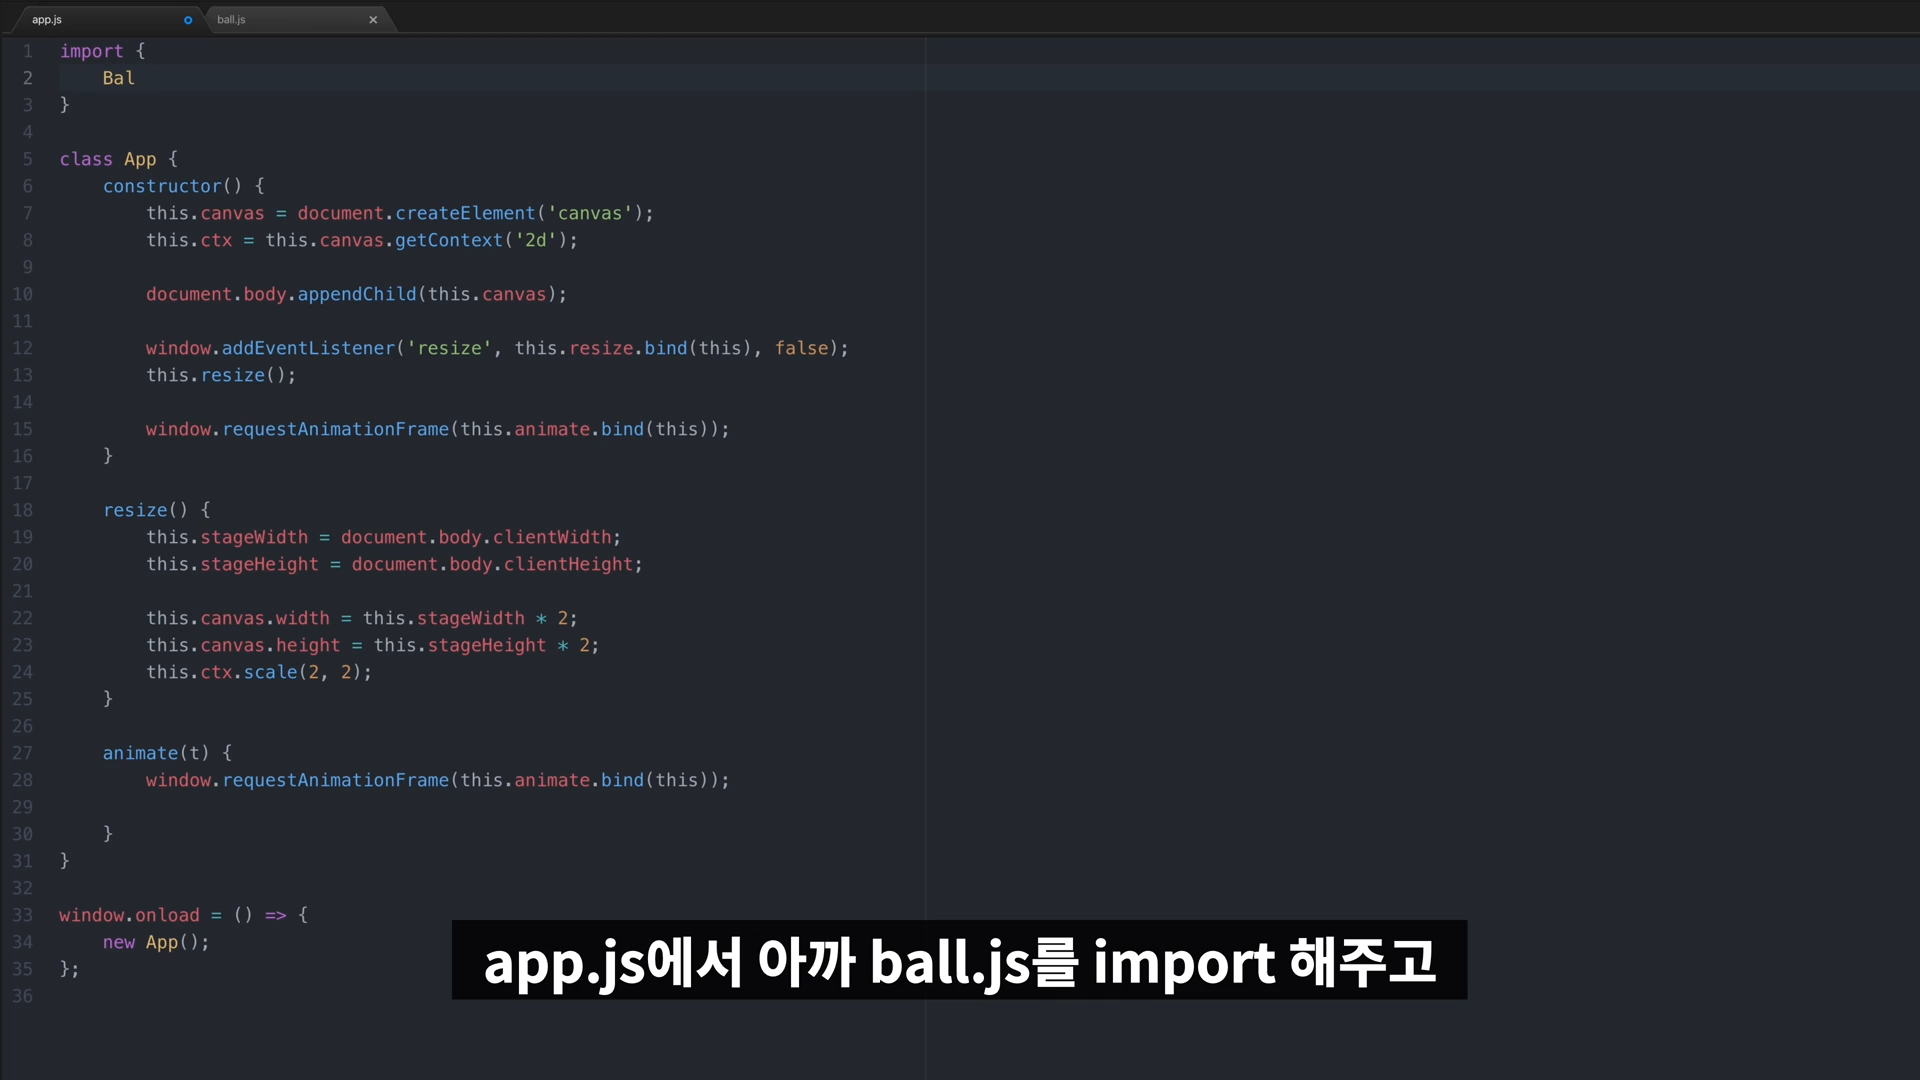 app.js
ball.js
1 import {
2     Bal
3 }
4
5 class App {
6     constructor() {
7         this.canvas = document.createElement('canvas');
8         this.ctx = this.canvas.getContext('2d');
9
10         document.body.appendChild(this.canvas);
11
12         window.addEventListener('resize', this.resize.bind(this), false);
13         this.resize();
14
15         window.requestAnimationFrame(this.animate.bind(this));
16     }
17
18     resize() {
19         this.stageWidth = document.body.clientWidth;
20         this.stageHeight = document.body.clientHeight;
21
22         this.canvas.width = this.stageWidth * 2;
23         this.canvas.height = this.stageHeight * 2;
24         this.ctx.scale(2, 2);
25     }
26
27     animate(t) {
28         window.requestAnimationFrame(this.animate.bind(this));
29
30     }
31 }
32
33 window.onload = () => {
34     new App();
35 };
36
app.js에서 아까 ball.js를 import 해주고